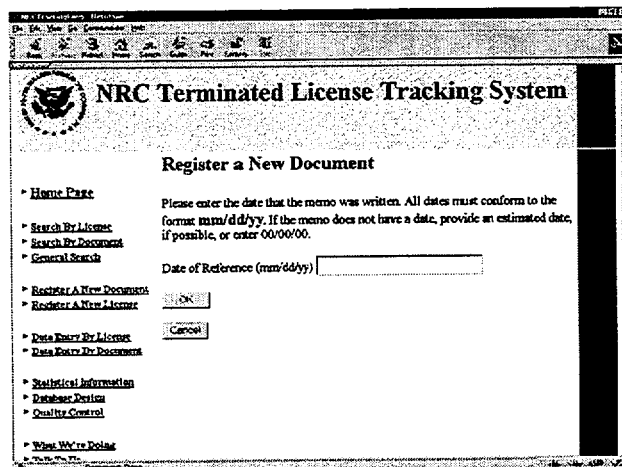 NRC Terminated License Tracking System
Register a New Document
Home Page
Please enter the date that the memo was written. All dates must conform to the
format mm/dd/yy. If the memo does not have a date, provide an estimated date,
if possible, or enter 00/00/00.
Search By License
Search By Document
General Search
Date of Reference (mm/dd/yy)
Register A New Document
Register A New License
OK
Cancel
Data Entry By License
Data Entry By Document
Statistical Information
Database Design
Quality Control
What We're Doing
Talk To Us